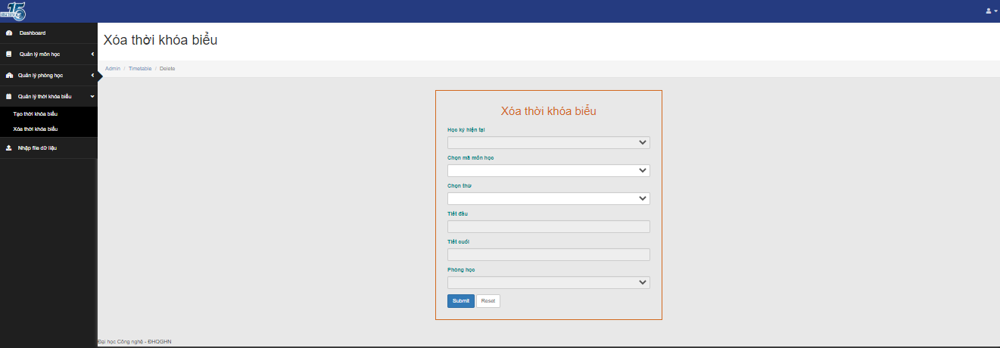 15
Dashboard
Quản lý môn học
Quản lý phòng học
Quản lý thời khóa biểu
Tạo thời khóa biểu
Xóa thời khóa biểu
Nhập file dữ liệu
Xóa thời khóa biểu
Admin / Timetable / Delete
Xóa thời khóa biểu
Học kỳ hiện tại
Chọn mã môn học
Chọn thứ
Tiết đầu
Tiết cuối
Phòng học
Submit Reset
Đại học Công nghệ - ĐHQGHN